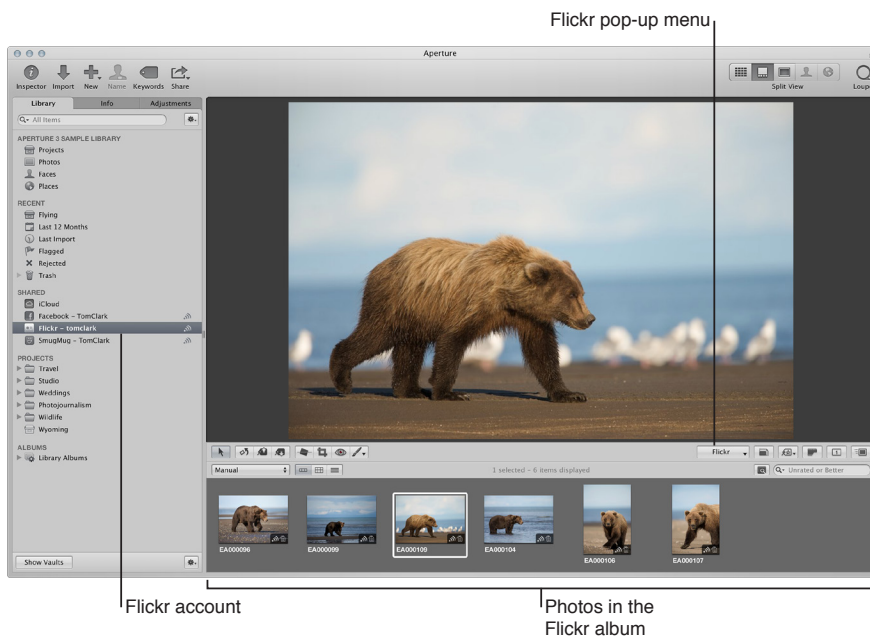 Flickr pop-up menu
Aperture
Inspector Import New Name Keywords Share
Split View
Loupe
Library Info Adjustments
All Items
APERTURE 3 SAMPLE LIBRARY
Projects
Photos
Faces
Places
RECENT
Flying
Last 12 Months
Last Import
Flagged
Rejected
Trash
SHARED
iCloud
Facebook – TomClark
Flickr – tomclark
SmugMug – TomClark
PROJECTS
Travel
Studio
Weddings
Photojournalism
Wildlife
Wyoming
ALBUMS
Library Albums
Flickr
Manual
1 selected – 6 items displayed
Unrated or Better
EA000096
EA000099
EA000109
EA000104
EA000106
EA000107
Show Vaults
Flickr account
Photos in the
Flickr album